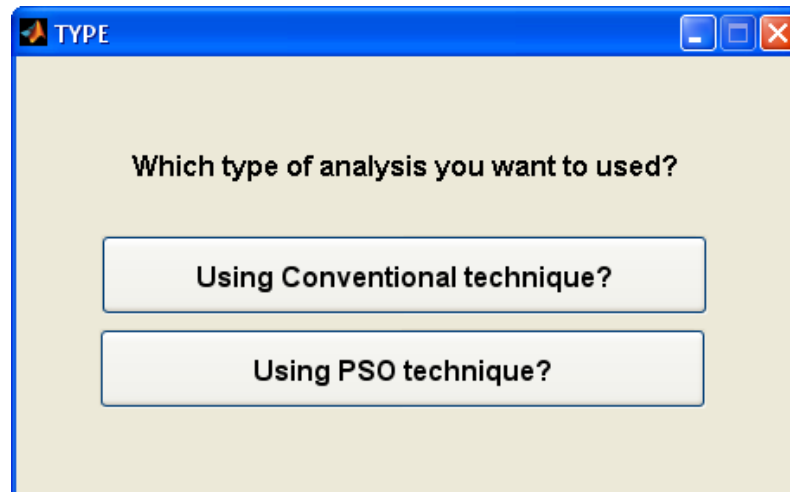 TYPE
Which type of analysis you want to used?
Using Conventional technique?
Using PSO technique?